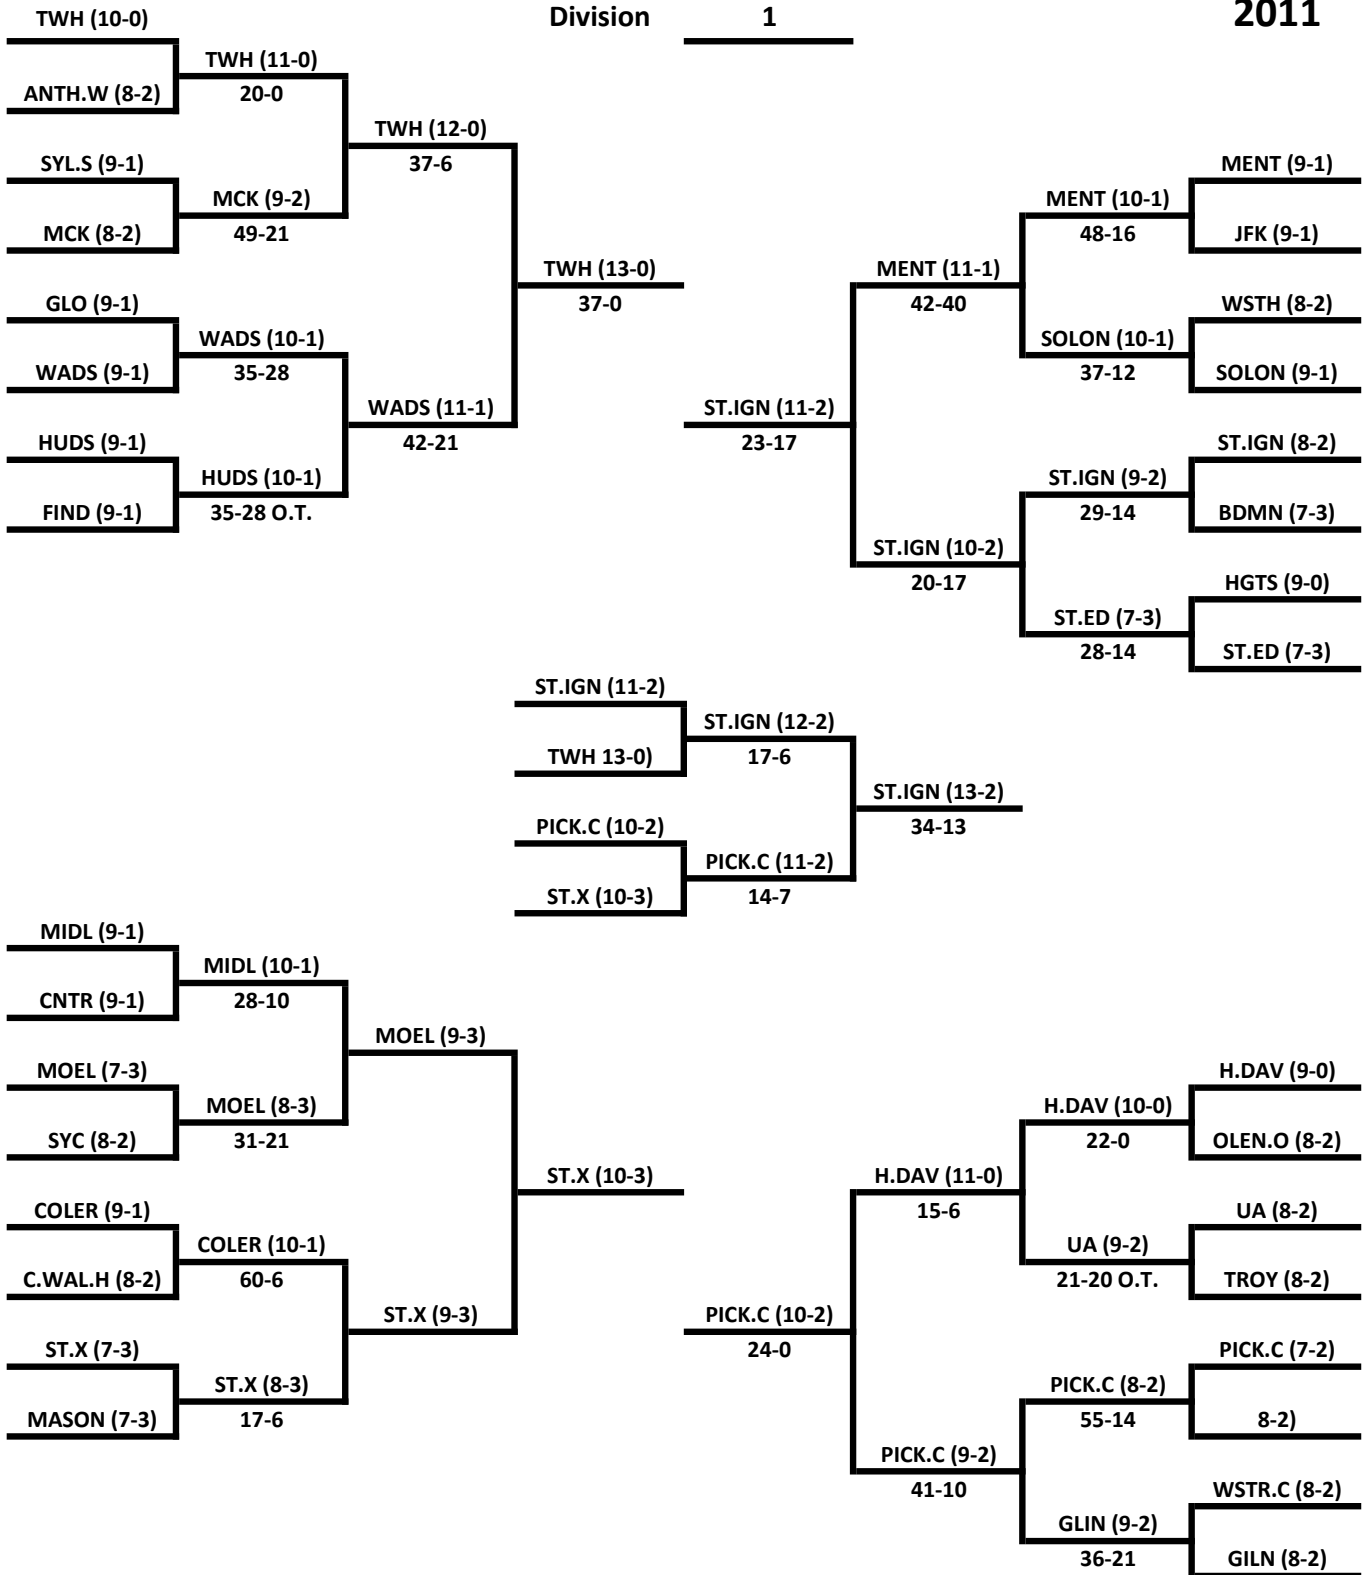 TWH (10-0)
Division 1
2011
TWH (11-0)
ANTH.W (8-2)
20-0
TWH (12-0)
SYL.S (9-1)
37-6
MCK (9-2)
MCK (8-2)
49-21
TWH (13-0)
GLO (9-1)
37-0
WADS (10-1)
WADS (9-1)
35-28
WADS (11-1)
HUDS (9-1)
42-21
HUDS (10-1)
FIND (9-1)
35-28 O.T.
MENT (9-1)
MENT (10-1)
48-16
JFK (9-1)
MENT (11-1)
42-40
WSTH (8-2)
SOLON (10-1)
37-12
SOLON (9-1)
ST.IGN (11-2)
23-17
ST.IGN (8-2)
ST.IGN (9-2)
29-14
BDMN (7-3)
ST.IGN (10-2)
20-17
HGTS (9-0)
ST.ED (7-3)
28-14
ST.ED (7-3)
ST.IGN (11-2)
ST.IGN (12-2)
TWH 13-0)
17-6
ST.IGN (13-2)
34-13
PICK.C (10-2)
PICK.C (11-2)
ST.X (10-3)
14-7
MIDL (9-1)
MIDL (10-1)
CNTR (9-1)
28-10
MOEL (9-3)
MOEL (7-3)
MOEL (8-3)
SYC (8-2)
31-21
ST.X (10-3)
COLER (9-1)
COLER (10-1)
C.WAL.H (8-2)
60-6
ST.X (9-3)
ST.X (7-3)
ST.X (8-3)
MASON (7-3)
17-6
H.DAV (9-0)
H.DAV (10-0)
22-0
OLEN.O (8-2)
H.DAV (11-0)
15-6
UA (8-2)
UA (9-2)
21-20 O.T.
TROY (8-2)
PICK.C (10-2)
24-0
PICK.C (7-2)
PICK.C (8-2)
55-14
8-2)
PICK.C (9-2)
41-10
WSTR.C (8-2)
GLIN (9-2)
36-21
GILN (8-2)